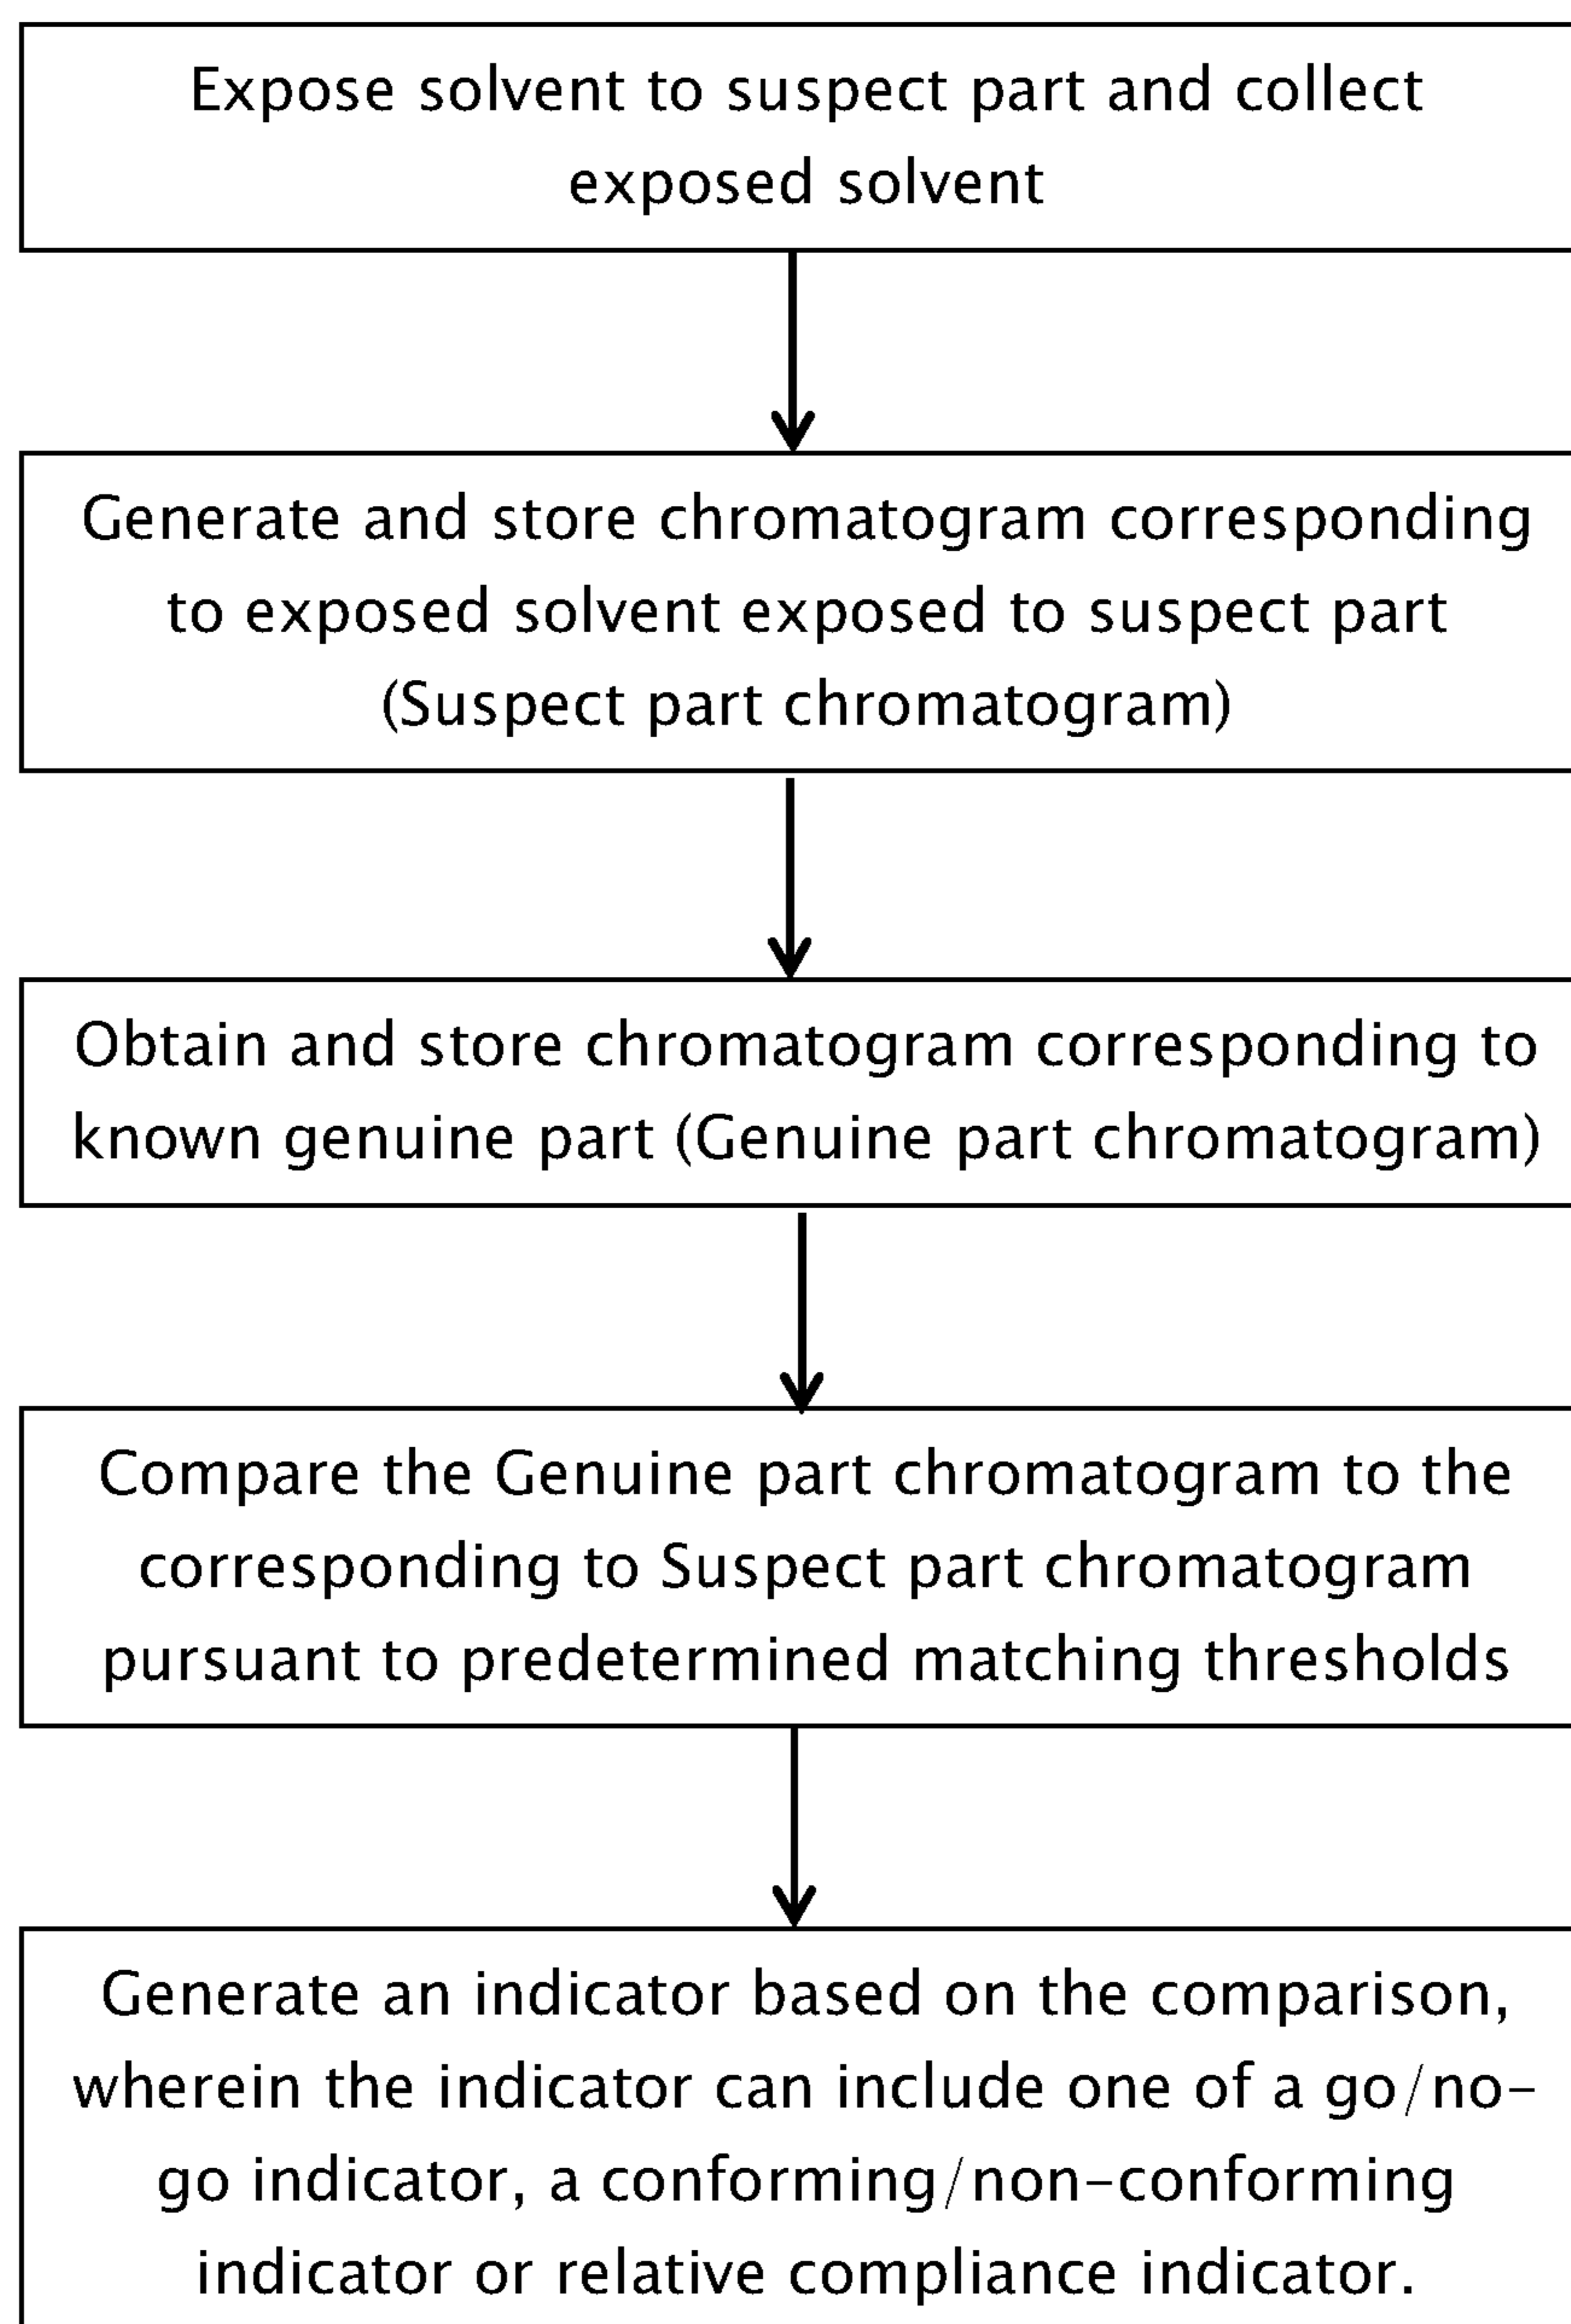 Expose solvent to suspect part and collect
exposed solvent
Generate and store chromatogram corresponding
to exposed solvent exposed to suspect part
(Suspect part chromatogram)
Obtain and store chromatogram corresponding to
known genuine part (Genuine part chromatogram)
Compare the Genuine part chromatogram to the
corresponding to Suspect part chromatogram
pursuant to predetermined matching thresholds
Generate an indicator based on the comparison,
wherein the indicator can include one of a go/no-
go indicator, a conforming/non-conforming
indicator or relative compliance indicator.